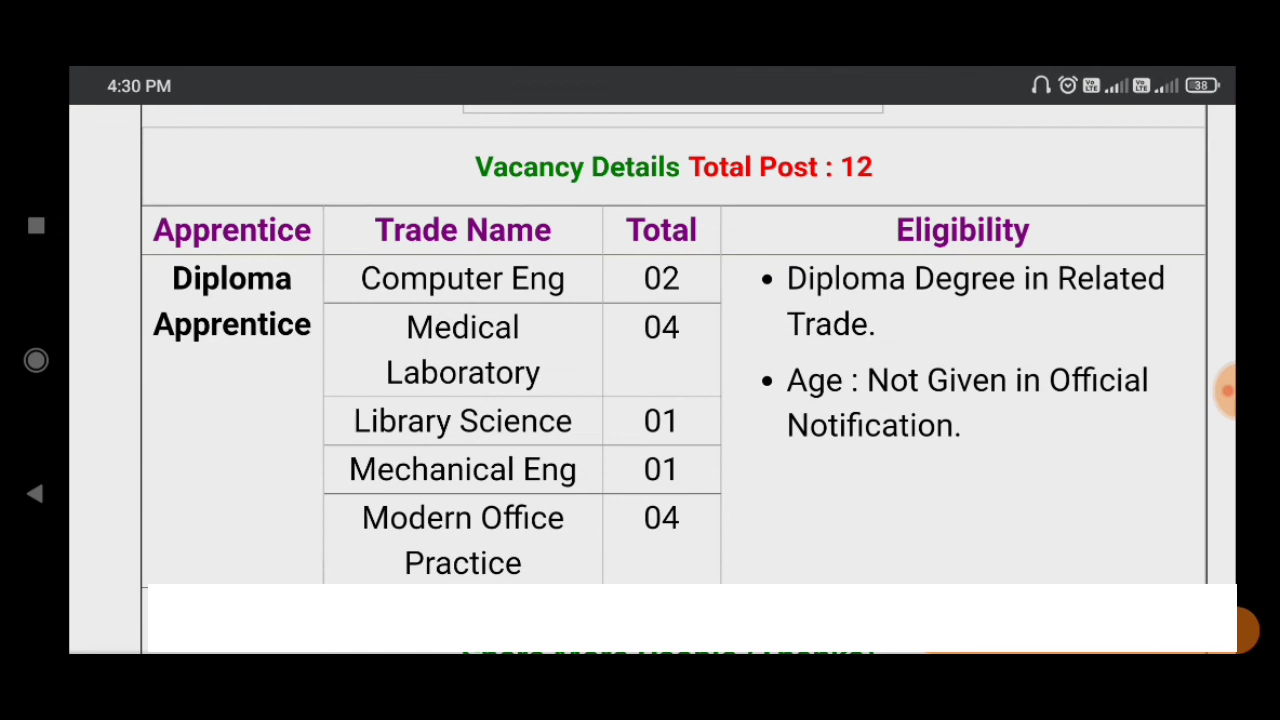 4:30 PM
38
Vacancy Details Total Post : 12
Apprentice Trade Name Total Eligibility
Diploma Apprentice
Computer Eng 02
Medical Laboratory 04
Library Science 01
Mechanical Eng 01
Modern Office Practice 04
• Diploma Degree in Related
Trade.
• Age : Not Given in Official
Notification.